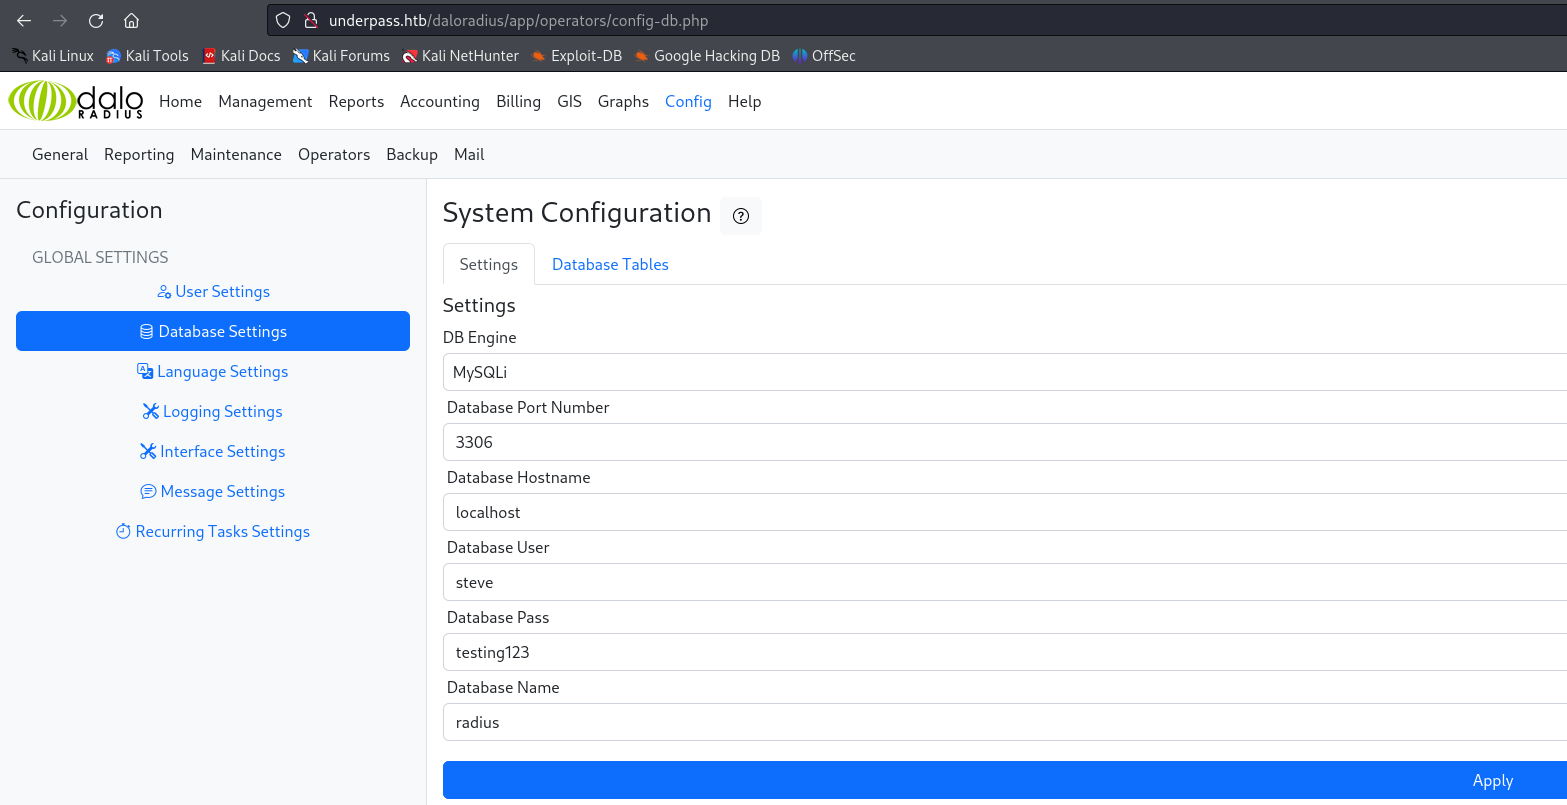 underpass.htb/daloradius/app/operators/config-db.php
Kali Linux Kali Tools Kali Docs Kali Forums Kali NetHunter Exploit-DB Google Hacking DB OffSec
dalo RADIUS Home Management Reports Accounting Billing GIS Graphs Config Help
General Reporting Maintenance Operators Backup Mail
Configuration
GLOBAL SETTINGS
User Settings
Database Settings
Language Settings
Logging Settings
Interface Settings
Message Settings
Recurring Tasks Settings
System Configuration
Settings Database Tables
Settings
DB Engine
MySQLi
Database Port Number
3306
Database Hostname
localhost
Database User
steve
Database Pass
testing123
Database Name
radius
Apply